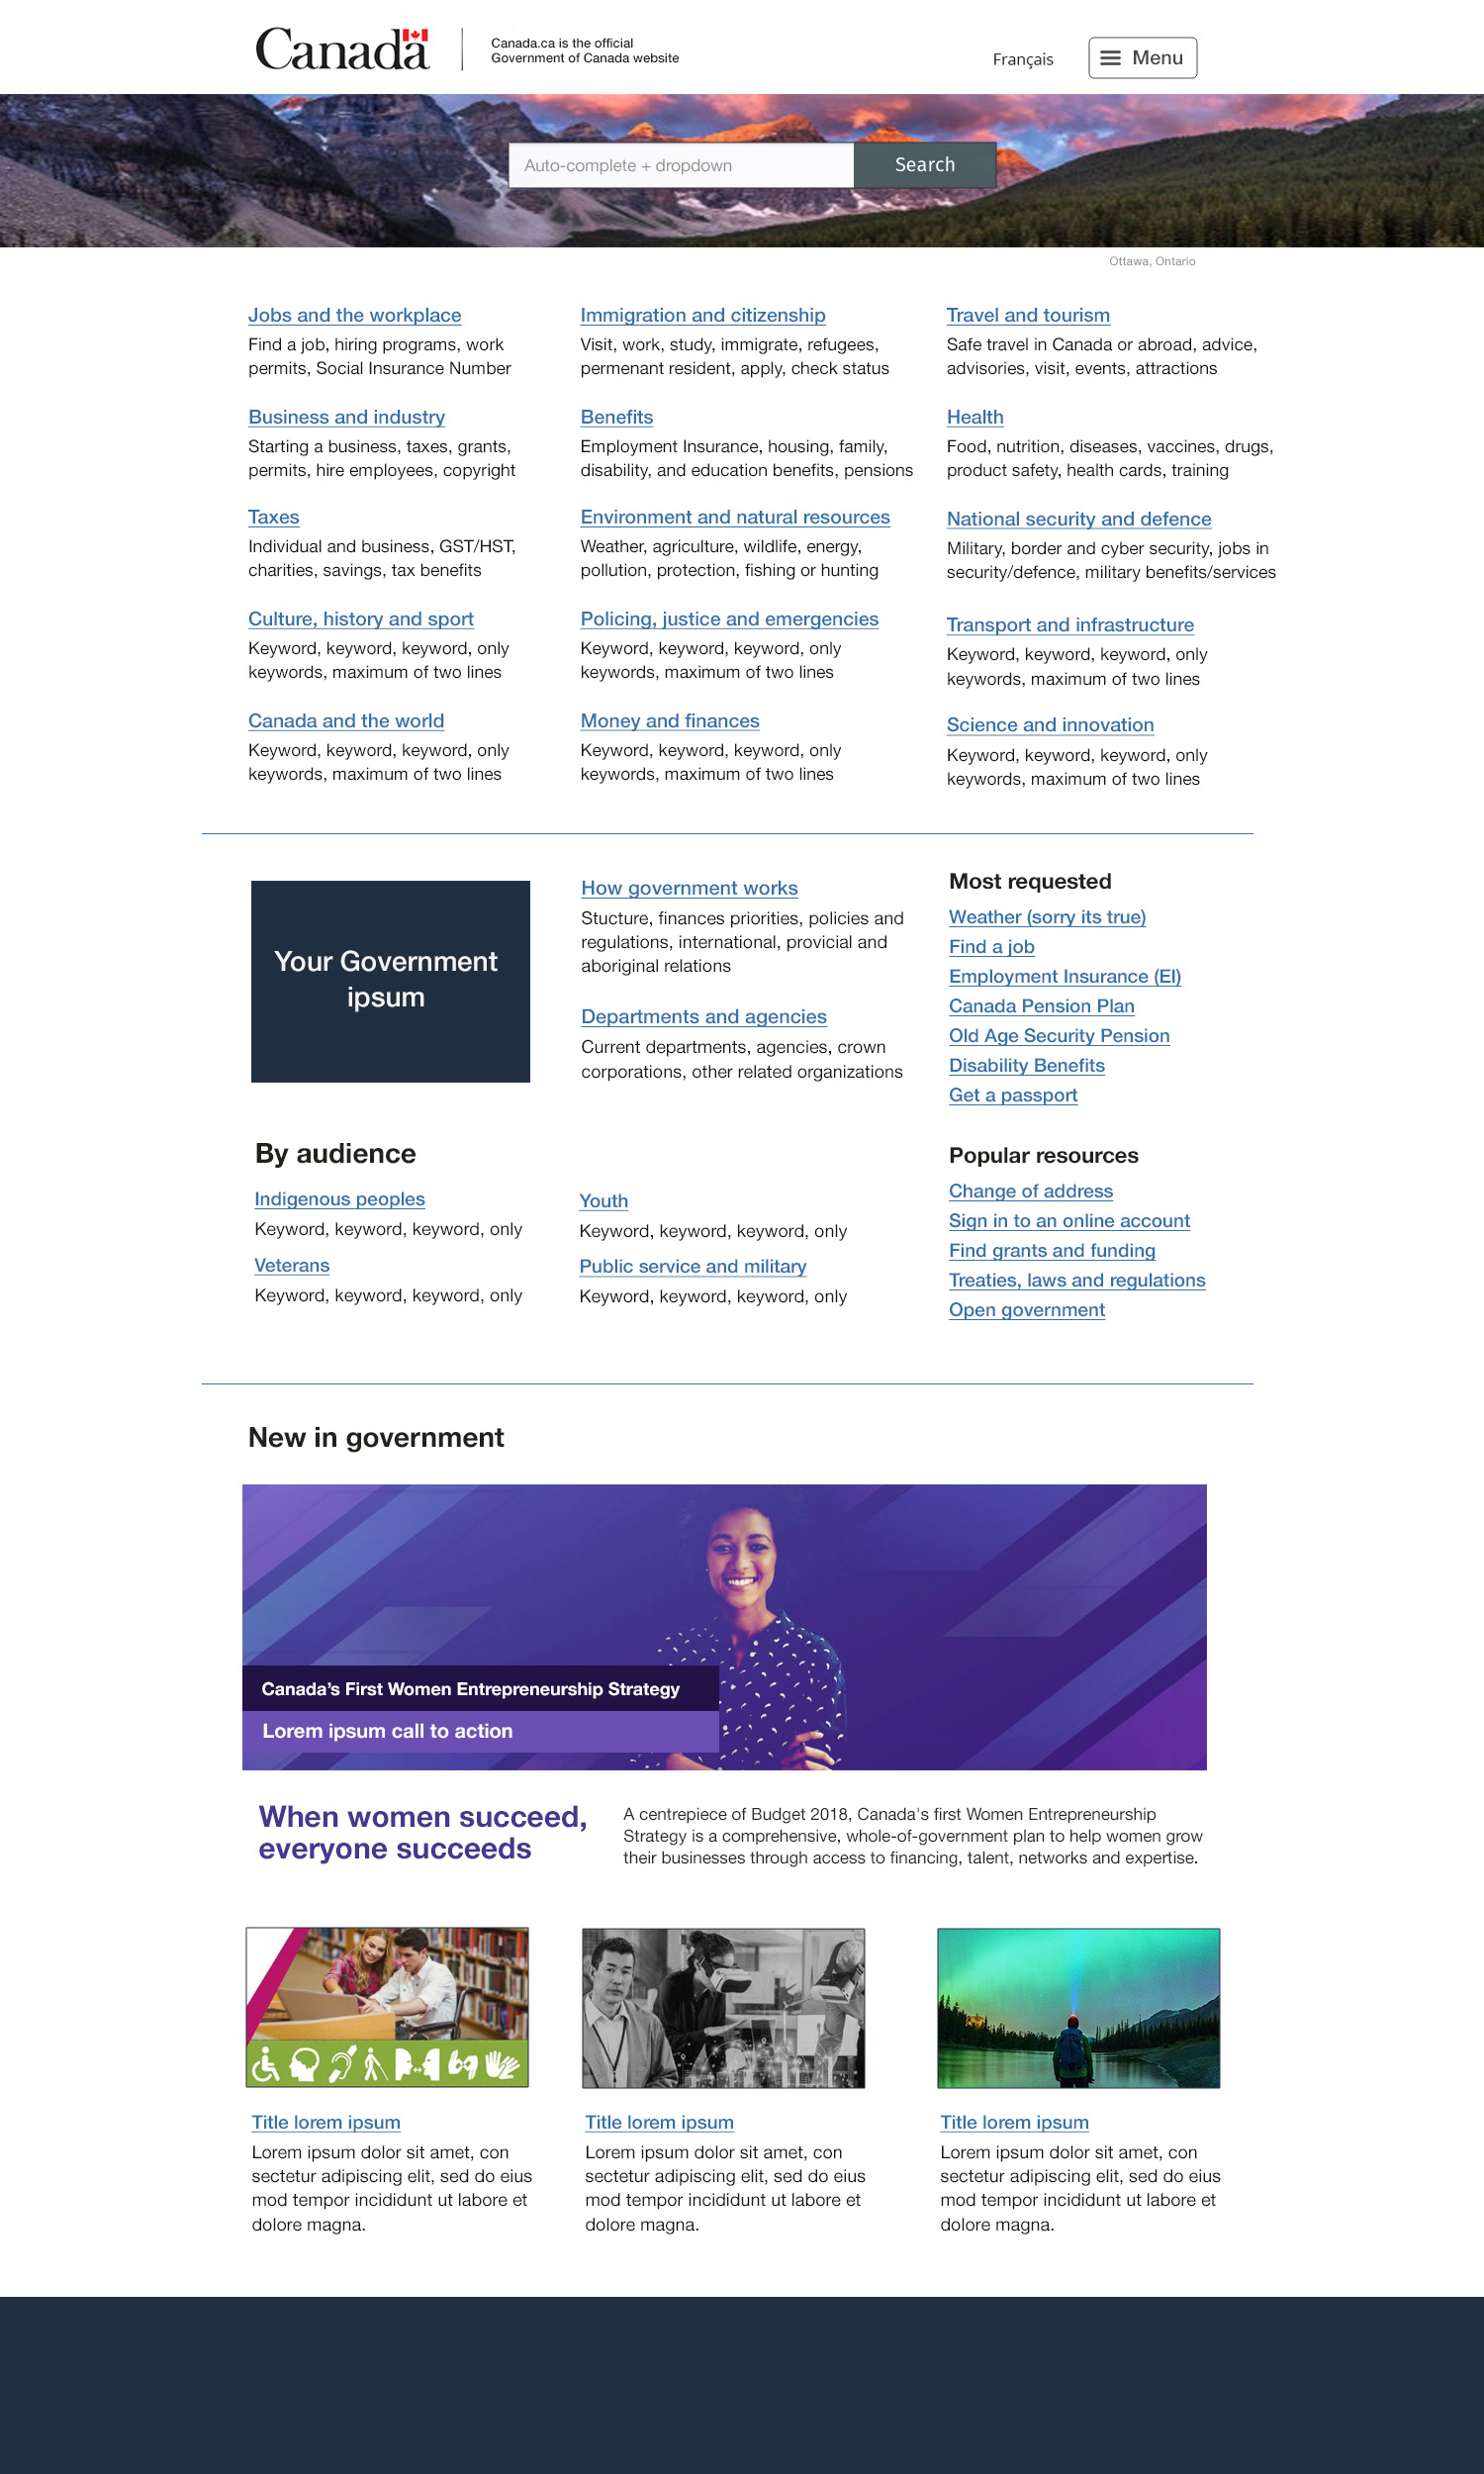 Canada
Canada.ca is the official
Government of Canada website
Français
Menu
Auto-complete + dropdown
Search
Ottawa, Ontario
Jobs and the workplace
Find a job, hiring programs, work
permits, Social Insurance Number
Immigration and citizenship
Visit, work, study, immigrate, refugees,
permenant resident, apply, check status
Travel and tourism
Safe travel in Canada or abroad, advice,
advisories, visit, events, attractions
Business and industry
Starting a business, taxes, grants,
permits, hire employees, copyright
Benefits
Employment Insurance, housing, family,
disability, and education benefits, pensions
Health
Food, nutrition, diseases, vaccines, drugs,
product safety, health cards, training
Taxes
Individual and business, GST/HST,
charities, savings, tax benefits
Environment and natural resources
Weather, agriculture, wildlife, energy,
pollution, protection, fishing or hunting
National security and defence
Military, border and cyber security, jobs in
security/defence, military benefits/services
Culture, history and sport
Keyword, keyword, keyword, only
keywords, maximum of two lines
Policing, justice and emergencies
Keyword, keyword, keyword, only
keywords, maximum of two lines
Transport and infrastructure
Keyword, keyword, keyword, only
keywords, maximum of two lines
Canada and the world
Keyword, keyword, keyword, only
keywords, maximum of two lines
Money and finances
Keyword, keyword, keyword, only
keywords, maximum of two lines
Science and innovation
Keyword, keyword, keyword, only
keywords, maximum of two lines
Your Government
ipsum
How government works
Stucture, finances priorities, policies and
regulations, international, provicial and
aboriginal relations
Departments and agencies
Current departments, agencies, crown
corporations, other related organizations
Most requested
Weather (sorry its true)
Find a job
Employment Insurance (EI)
Canada Pension Plan
Old Age Security Pension
Disability Benefits
Get a passport
By audience
Indigenous peoples
Keyword, keyword, keyword, only
Youth
Keyword, keyword, keyword, only
Veterans
Keyword, keyword, keyword, only
Public service and military
Keyword, keyword, keyword, only
Popular resources
Change of address
Sign in to an online account
Find grants and funding
Treaties, laws and regulations
Open government
New in government
Canada’s First Women Entrepreneurship Strategy
Lorem ipsum call to action
When women succeed,
everyone succeeds
A centrepiece of Budget 2018, Canada's first Women Entrepreneurship
Strategy is a comprehensive, whole-of-government plan to help women grow
their businesses through access to financing, talent, networks and expertise.
Title lorem ipsum
Lorem ipsum dolor sit amet, con
sectetur adipiscing elit, sed do eius
mod tempor incididunt ut labore et
dolore magna.
Title lorem ipsum
Lorem ipsum dolor sit amet, con
sectetur adipiscing elit, sed do eius
mod tempor incididunt ut labore et
dolore magna.
Title lorem ipsum
Lorem ipsum dolor sit amet, con
sectetur adipiscing elit, sed do eius
mod tempor incididunt ut labore et
dolore magna.